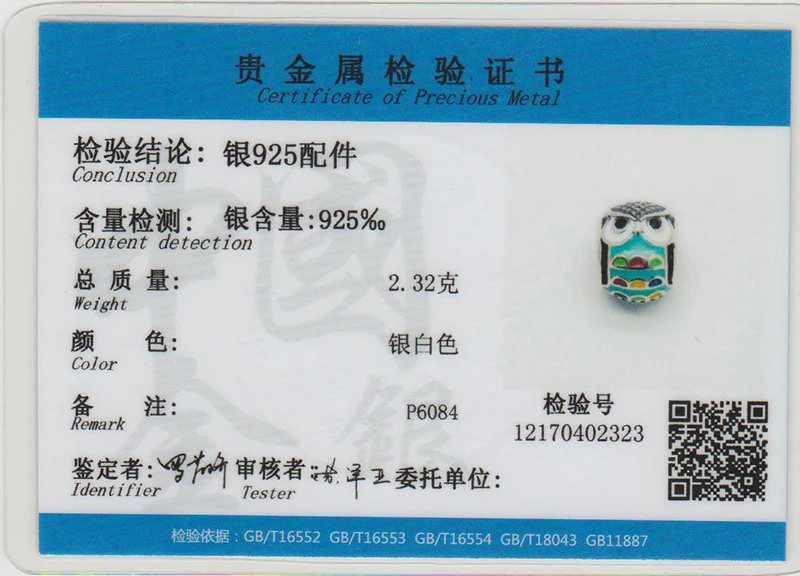 贵金属检验证书
Certificate of Precious Metal
检验结论: 银925配件
Conclusion
含量检测: 银含量:925‰
Content detection
总质量: 2.32克
Weight
颜色: 银白色
Color
备注: P6084
Remark
检验号
12170402323
鉴定者: 审核者: 委托单位:
Identifier Tester
检验依据: GB/T16552 GB/T16553 GB/T16554 GB/T18043 GB11887